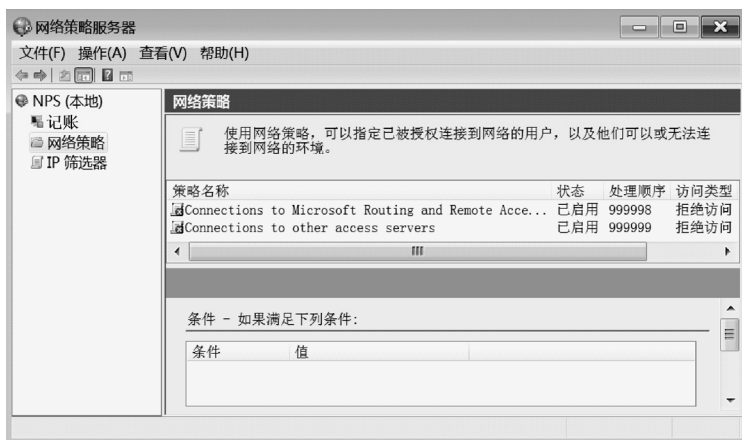 网络策略服务器
文件(F) 操作(A) 查看(V) 帮助(H)
NPS (本地)
记账
网络策略
IP 筛选器
网络策略
使用网络策略，可以指定已被授权连接到网络的用户，以及他们可以或无法连
接到网络的环境。
策略名称 状态 处理顺序 访问类型
Connections to Microsoft Routing and Remote Acce... 已启用 999998 拒绝访问
Connections to other access servers 已启用 999999 拒绝访问
条件 - 如果满足下列条件:
条件 值